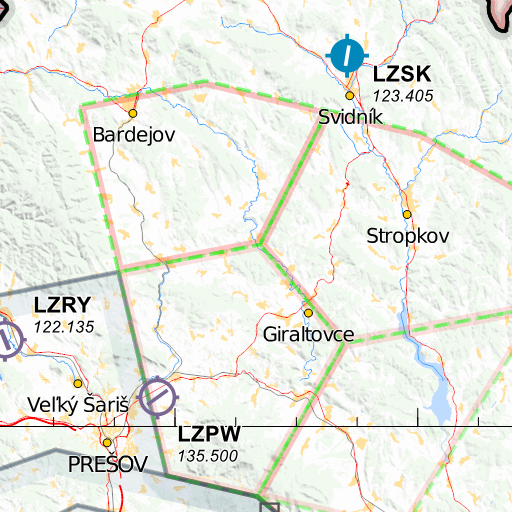 LZSK
123.405
Svidník
Bardejov
Stropkov
LZRY
122.135
Giraltovce
Veľký Šariš
LZPW
135.500
PREŠOV